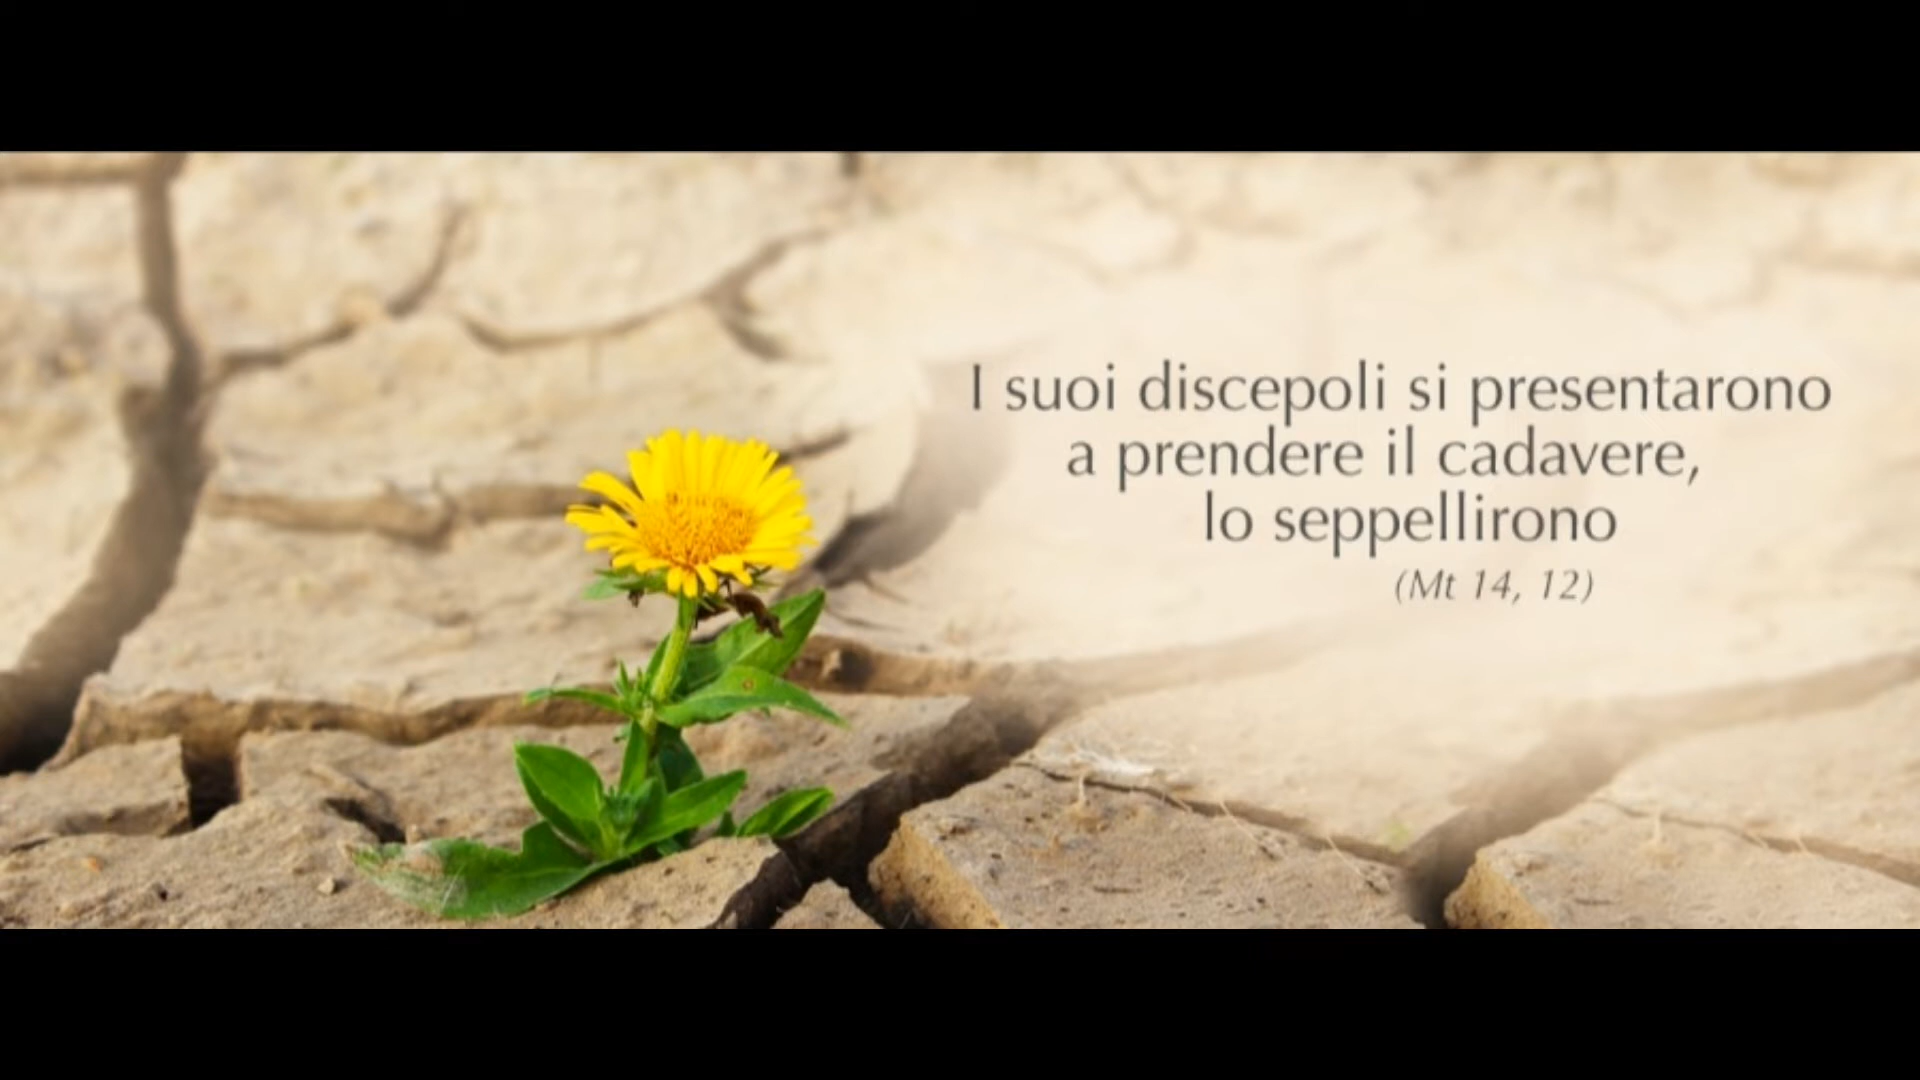 I suoi discepoli si presentarono
a prendere il cadavere,
lo seppellirono
(Mt 14, 12)